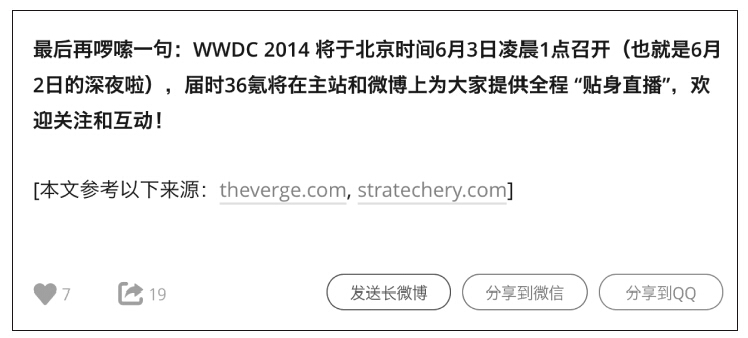 最后再啰嗦一句：WWDC 2014 将于北京时间6月3日凌晨1点召开（也就是6月
2日的深夜啦），届时36氪将在主站和微博上为大家提供全程 “贴身直播”，欢
迎关注和互动！
[本文参考以下来源：theverge.com, stratechery.com]
7 19 发送长微博 分享到微信 分享到QQ